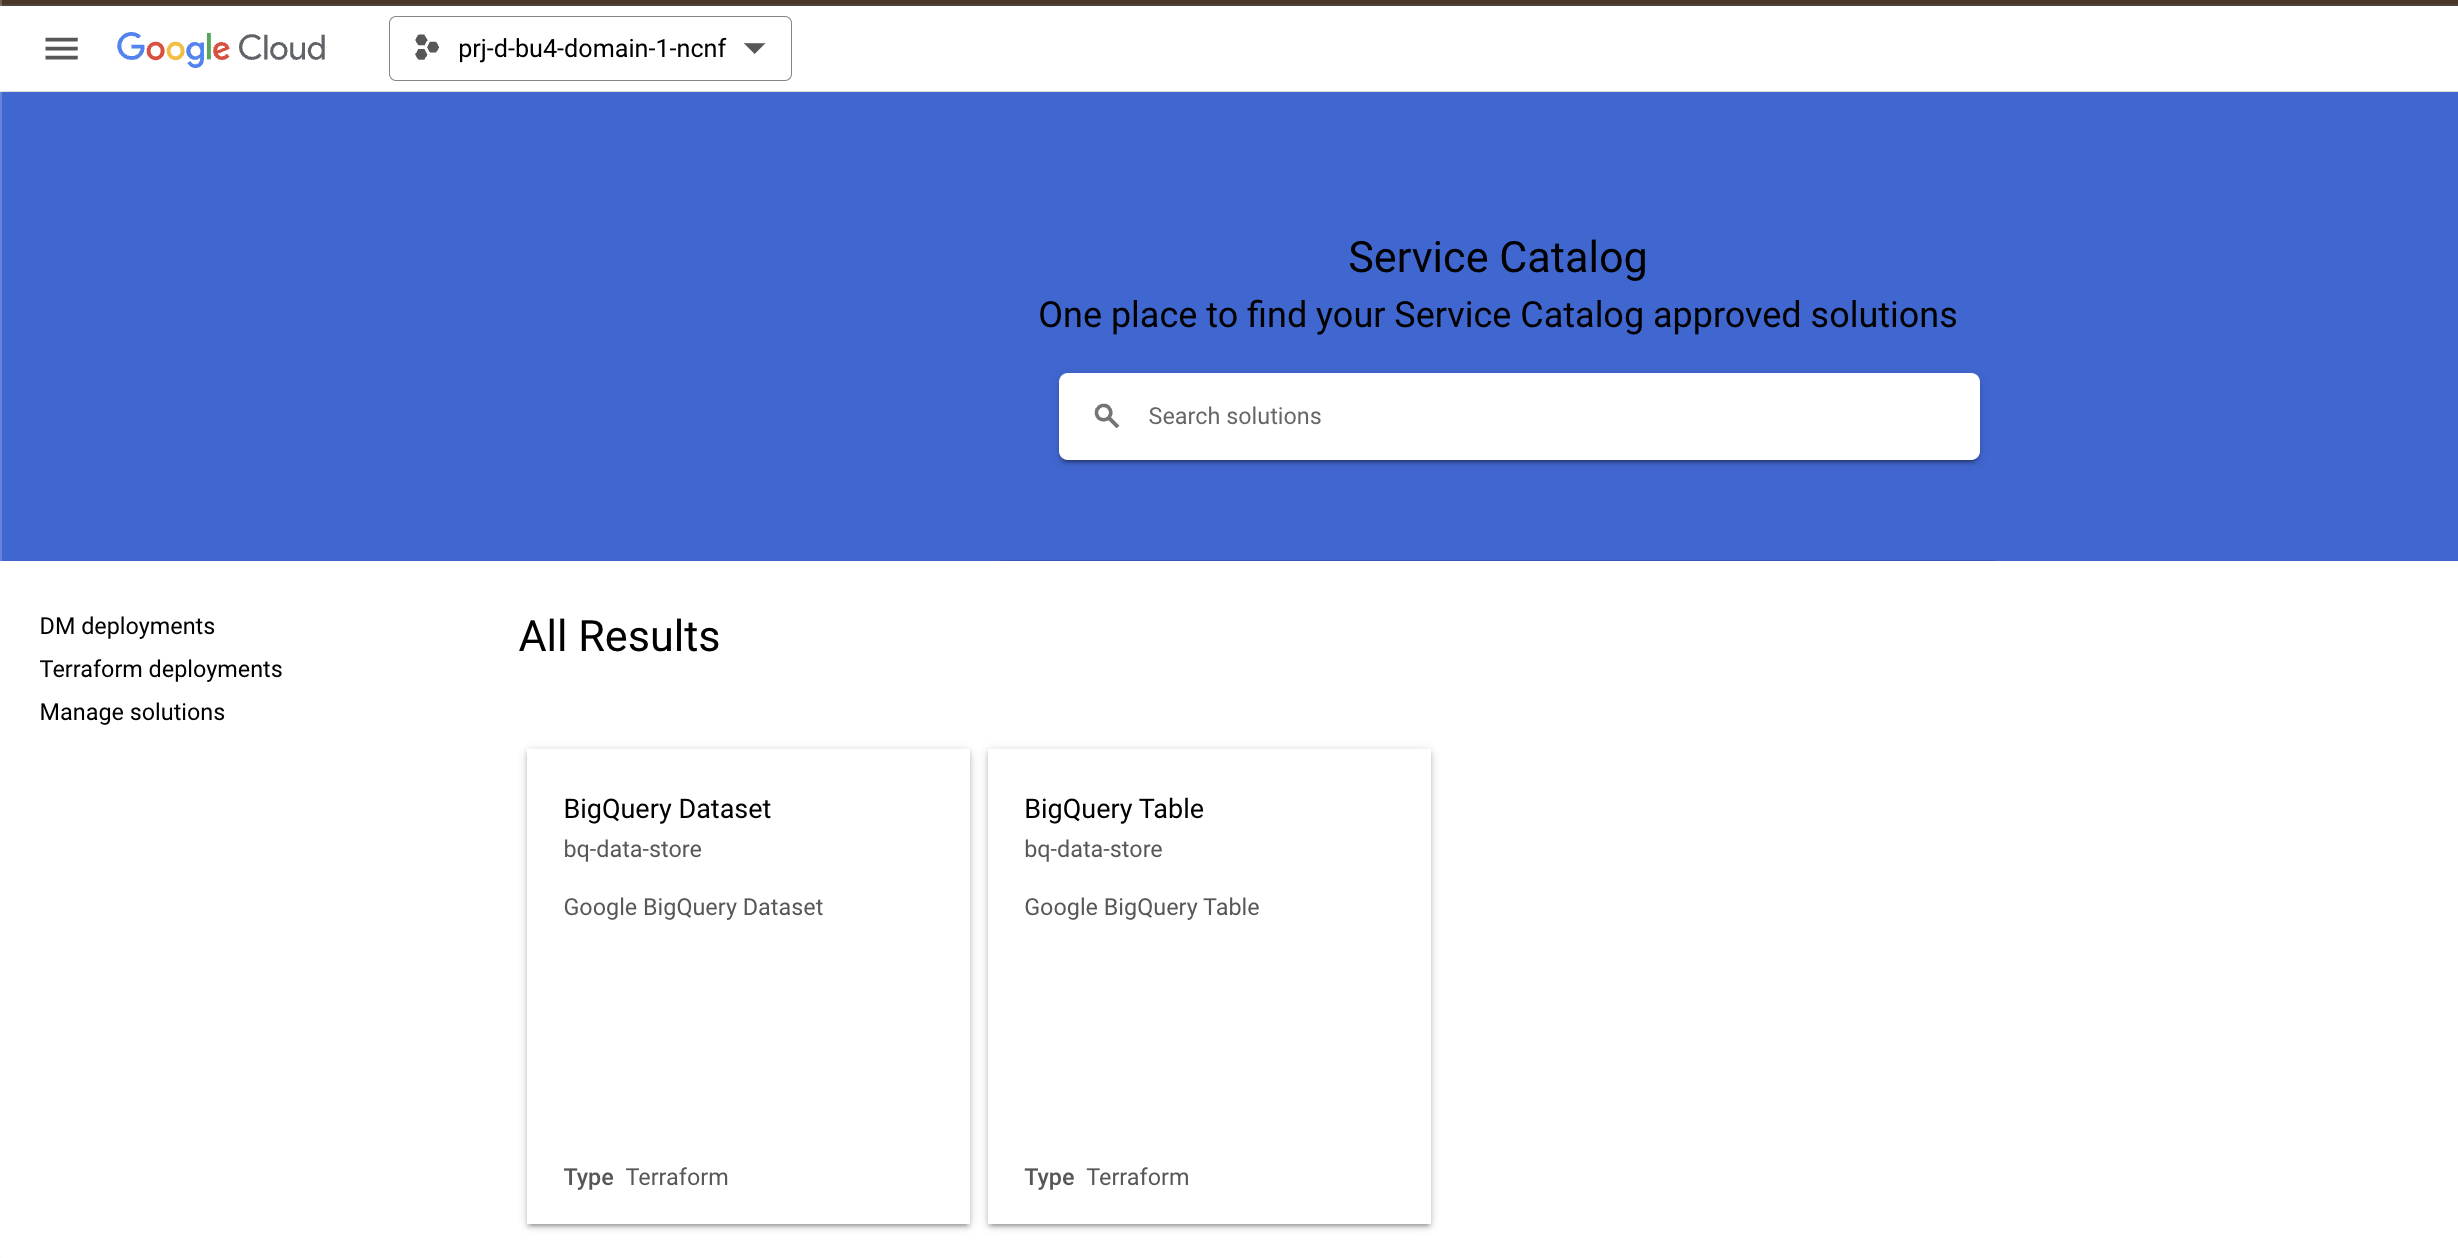 Google Cloud
prj-d-bu4-domain-1-ncnf
Service Catalog
One place to find your Service Catalog approved solutions
Search solutions
DM deployments
Terraform deployments
Manage solutions
All Results
BigQuery Dataset
bq-data-store
Google BigQuery Dataset
Type Terraform
BigQuery Table
bq-data-store
Google BigQuery Table
Type Terraform